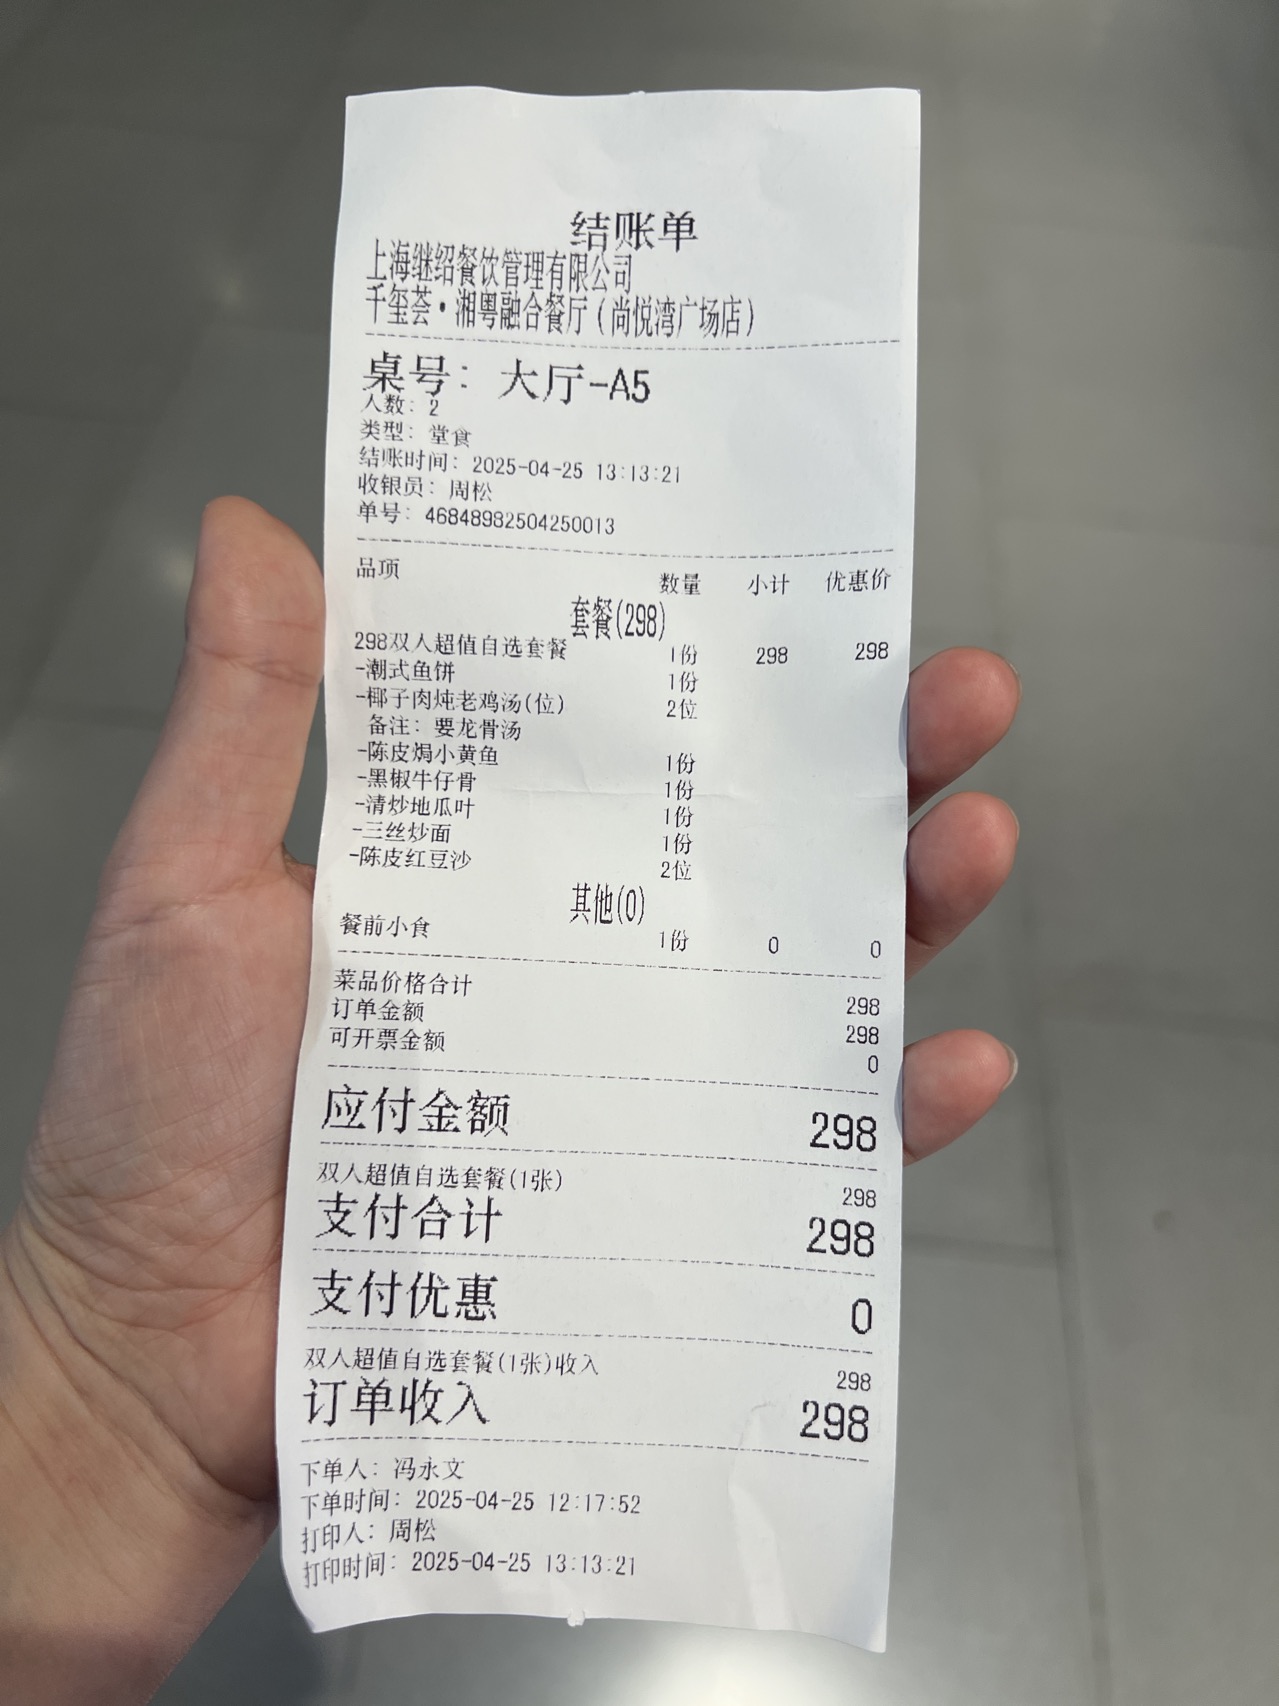 结账单
上海继绍餐饮管理有限公司
千玺荟·湘粤融合餐厅(尚悦湾广场店)
桌号: 大厅-A5
人数: 2
类型: 堂食
结账时间: 2025-04-25 13:13:21
收银员: 周松
单号: 46848982504250013
品项 数量 小计 优惠价
套餐(298)
298双人超值自选套餐 1份 298 298
-潮式鱼饼 1份
-椰子肉炖老鸡汤(位) 2位
备注: 要龙骨汤
-陈皮焗小黄鱼 1份
-黑椒牛仔骨 1份
-清炒地瓜叶 1份
-三丝炒面 1份
-陈皮红豆沙 2位
其他(0)
餐前小食 1份 0 0
菜品价格合计 298
订单金额 298
可开票金额 0
应付金额 298
双人超值自选套餐(1张) 298
支付合计 298
支付优惠 0
双人超值自选套餐(1张)收入 298
订单收入 298
下单人: 冯永文
下单时间: 2025-04-25 12:17:52
打印人: 周松
打印时间: 2025-04-25 13:13:21